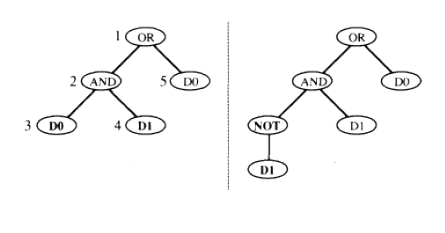 1 OR OR
2 AND 5 D0 AND D0
3 D0 4 D1 NOT D1
D1